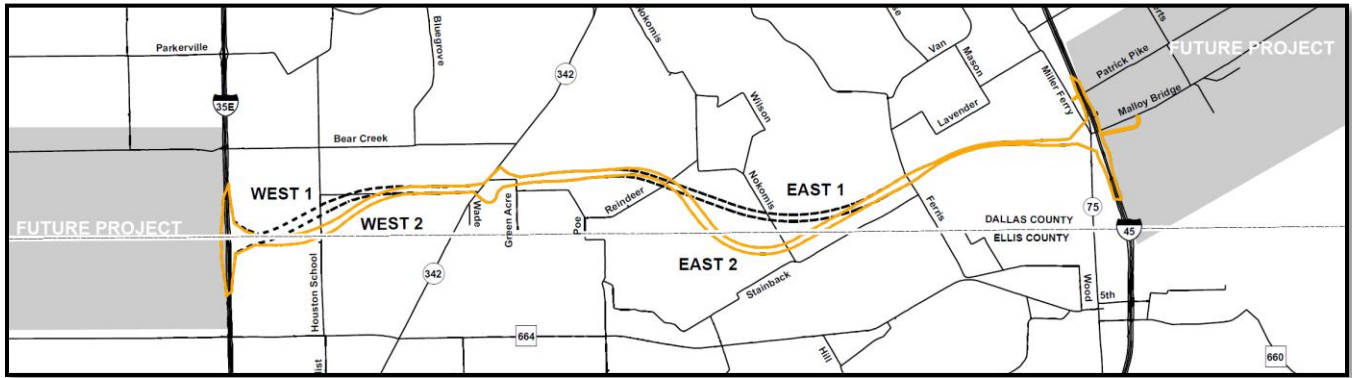 Parkerville
Bluegrove
Nokomis
Van
Mason
Miller Ferry
Patrick Pike
FUTURE PROJECT
Malloy Bridge
35E
342
Wilson
Lavender
Bear Creek
WEST 1
WEST 2
Wade
Green Acre
Poe
Reindeer
Nokomis
EAST 1
EAST 2
Ferris
75
45
DALLAS COUNTY
ELLIS COUNTY
FUTURE PROJECT
Houston School
342
Stainback
Wood
5th
664
Hill
660